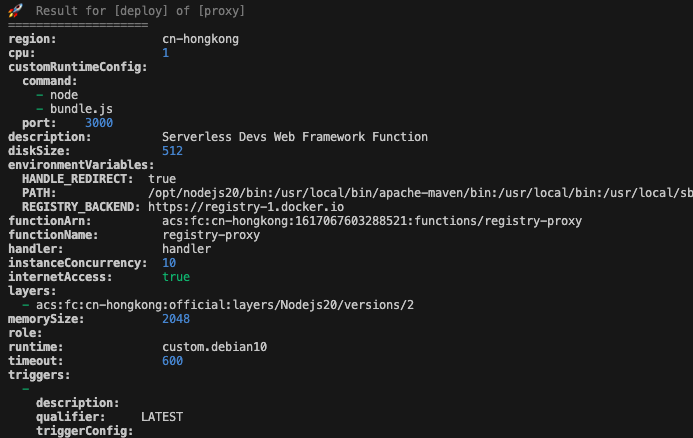 🚀 Result for [deploy] of [proxy]
====================
region: cn-hongkong
cpu: 1
customRuntimeConfig:
command:
- node
- bundle.js
port: 3000
description: Serverless Devs Web Framework Function
diskSize: 512
environmentVariables:
HANDLE_REDIRECT: true
PATH: /opt/nodejs20/bin:/usr/local/bin/apache-maven/bin:/usr/local/bin:/usr/local/sb
REGISTRY_BACKEND: https://registry-1.docker.io
functionArn: acs:fc:cn-hongkong:1617067603288521:functions/registry-proxy
functionName: registry-proxy
handler: handler
instanceConcurrency: 10
internetAccess: true
layers:
- acs:fc:cn-hongkong:official:layers/Nodejs20/versions/2
memorySize: 2048
role:
runtime: custom.debian10
timeout: 600
triggers:
-
description:
qualifier: LATEST
triggerConfig: